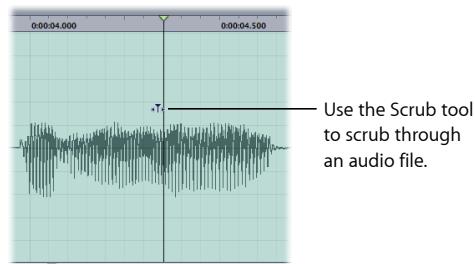 0:00:04.000 0:00:04.500
Use the Scrub tool
to scrub through
an audio file.